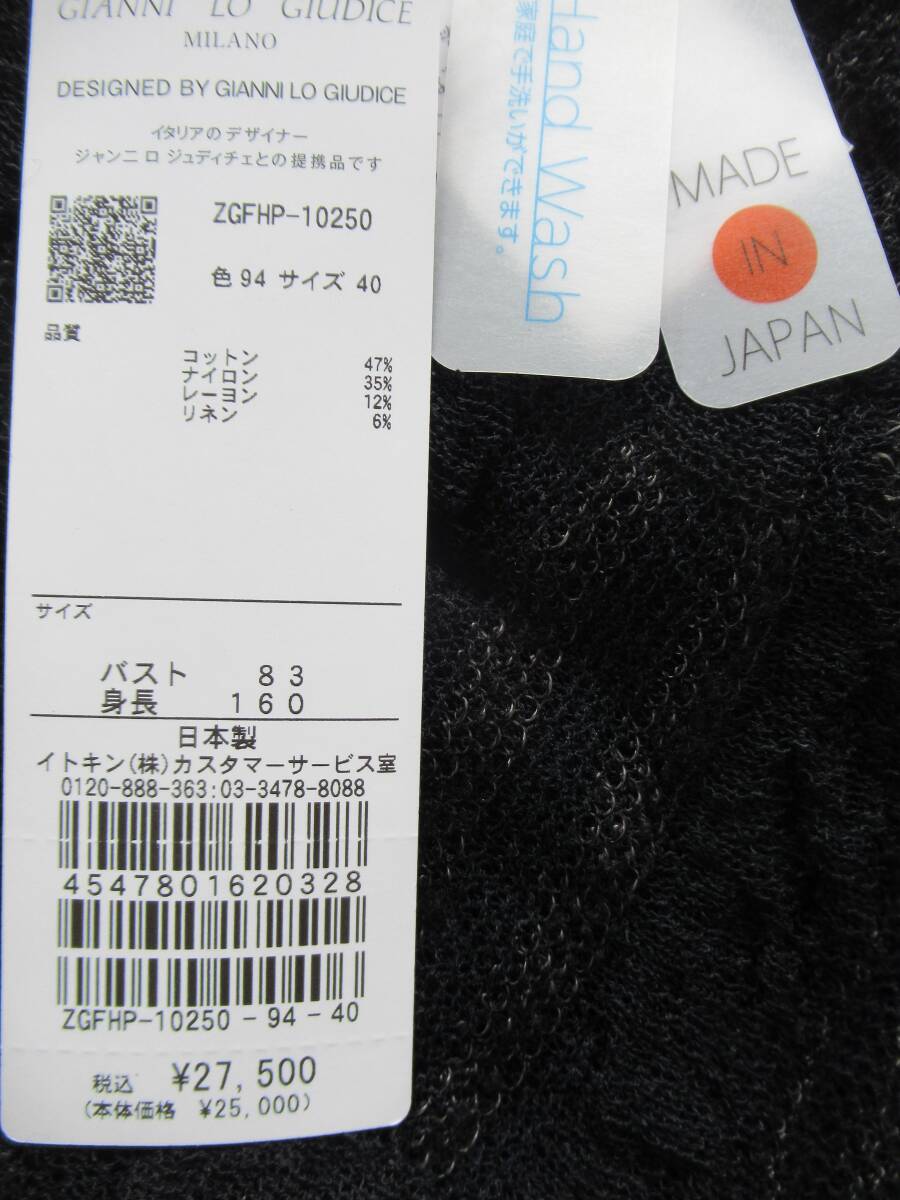 GIANNI LO GIUDICE
MILANO
DESIGNED BY GIANNI LO GIUDICE
イタリアのデザイナー
ジャンニ ロ ジュディチェとの提携品です
ZGFHP-10250
色 94 サイズ 40
品質
コットン 47%
ナイロン 35%
レーヨン 12%
リネン 6%
サイズ
バスト 83
身長 160
日本製
イトキン(株)カスタマーサービス室
0120-888-363:03-3478-8088
4547801620328
ZGFHP-10250-94-40
税込 ¥27,500
(本体価格 ¥25,000)
Hand Wash
家庭で手洗いができます。
MADE
IN
JAPAN